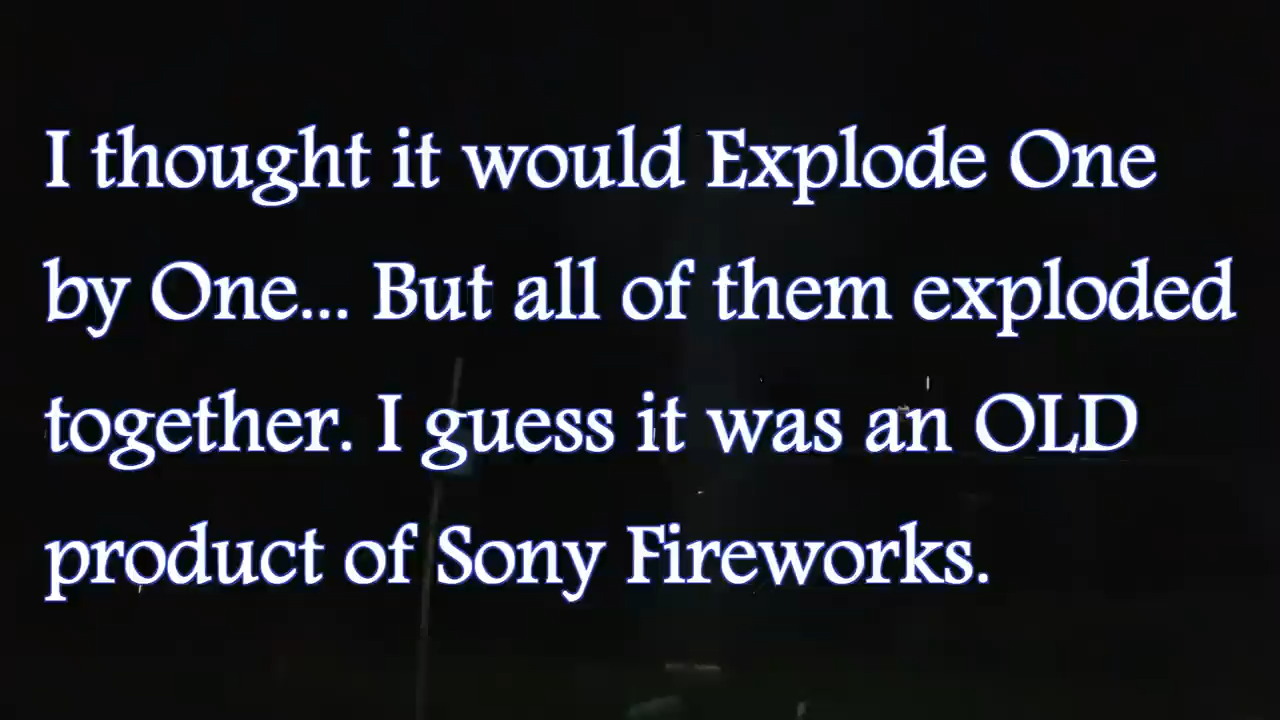 I thought it would Explode One
by One... But all of them exploded
together. I guess it was an OLD
product of Sony Fireworks.